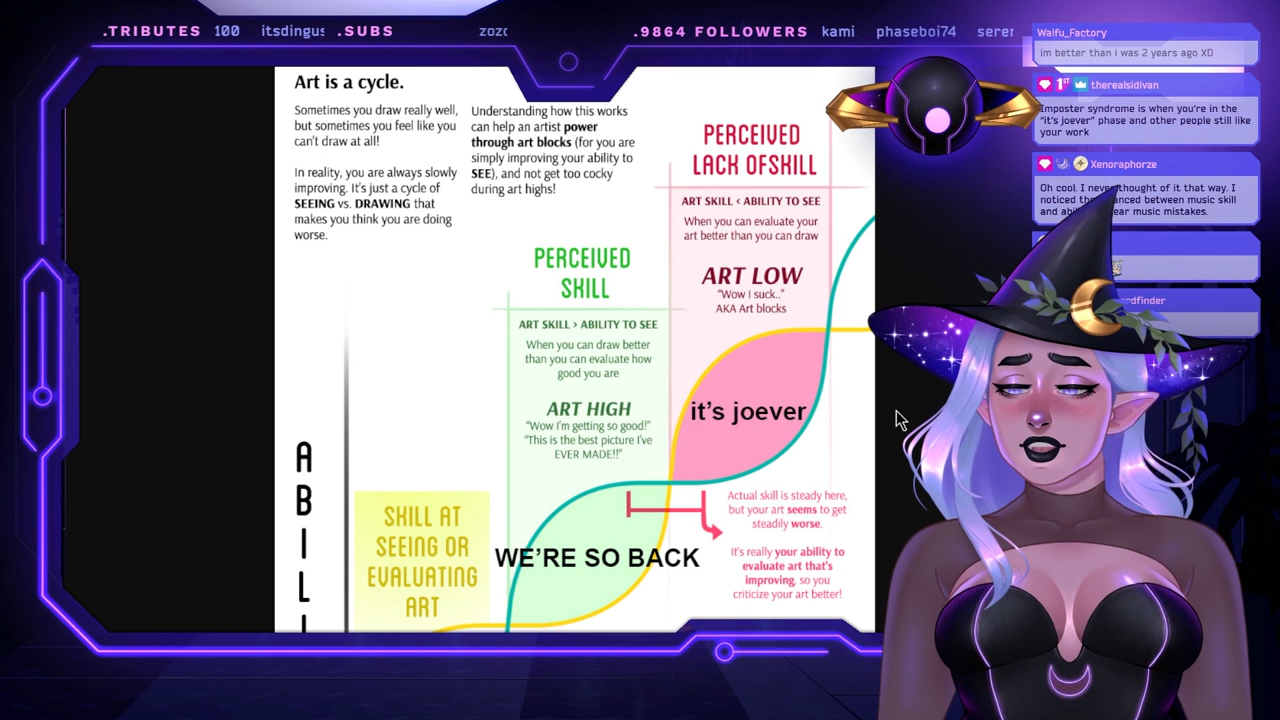 .TRIBUTES 100 itsdingus .SUBS
.9864 FOLLOWERS kami phaseboi74
Art is a cycle.
Sometimes you draw really well,
but sometimes you feel like you
can't draw at all!
In reality, you are always slowly
improving. It's just a cycle of
SEEING vs. DRAWING that
makes you think you are doing
worse.
Understanding how this works
can help an artist power
through art blocks (for you are
simply improving your ability to
SEE), and not get too cocky
during art highs!
PERCEIVED
SKILL
ART SKILL > ABILITY TO SEE
When you can draw better
than you can evaluate how
good you are
ART HIGH
"Wow I'm getting so good!"
"This is the best picture I've
EVER MADE!!"
PERCEIVED
LACK OFSKILL
ART SKILL < ABILITY TO SEE
When you can evaluate your
art better than you can draw
ART LOW
"Wow I suck.."
AKA Art blocks
it's joever
WE'RE SO BACK
Actual skill is steady here,
but your art seems to get
steadily worse.
It's really your ability to
evaluate art that's
improving, so you
criticize your art better!
SKILL AT
SEEING OR
EVALUATING
ART
A
B
I
L
I
Waifu_Factory
im better than i was 2 years ago XD
1ST therealsidivan
Imposter syndrome is when you're in the
"it's joever" phase and other people still like
your work
Xenoraphorze
Oh cool. I never thought of it that way. I
noticed the between music skill
and music mistakes.